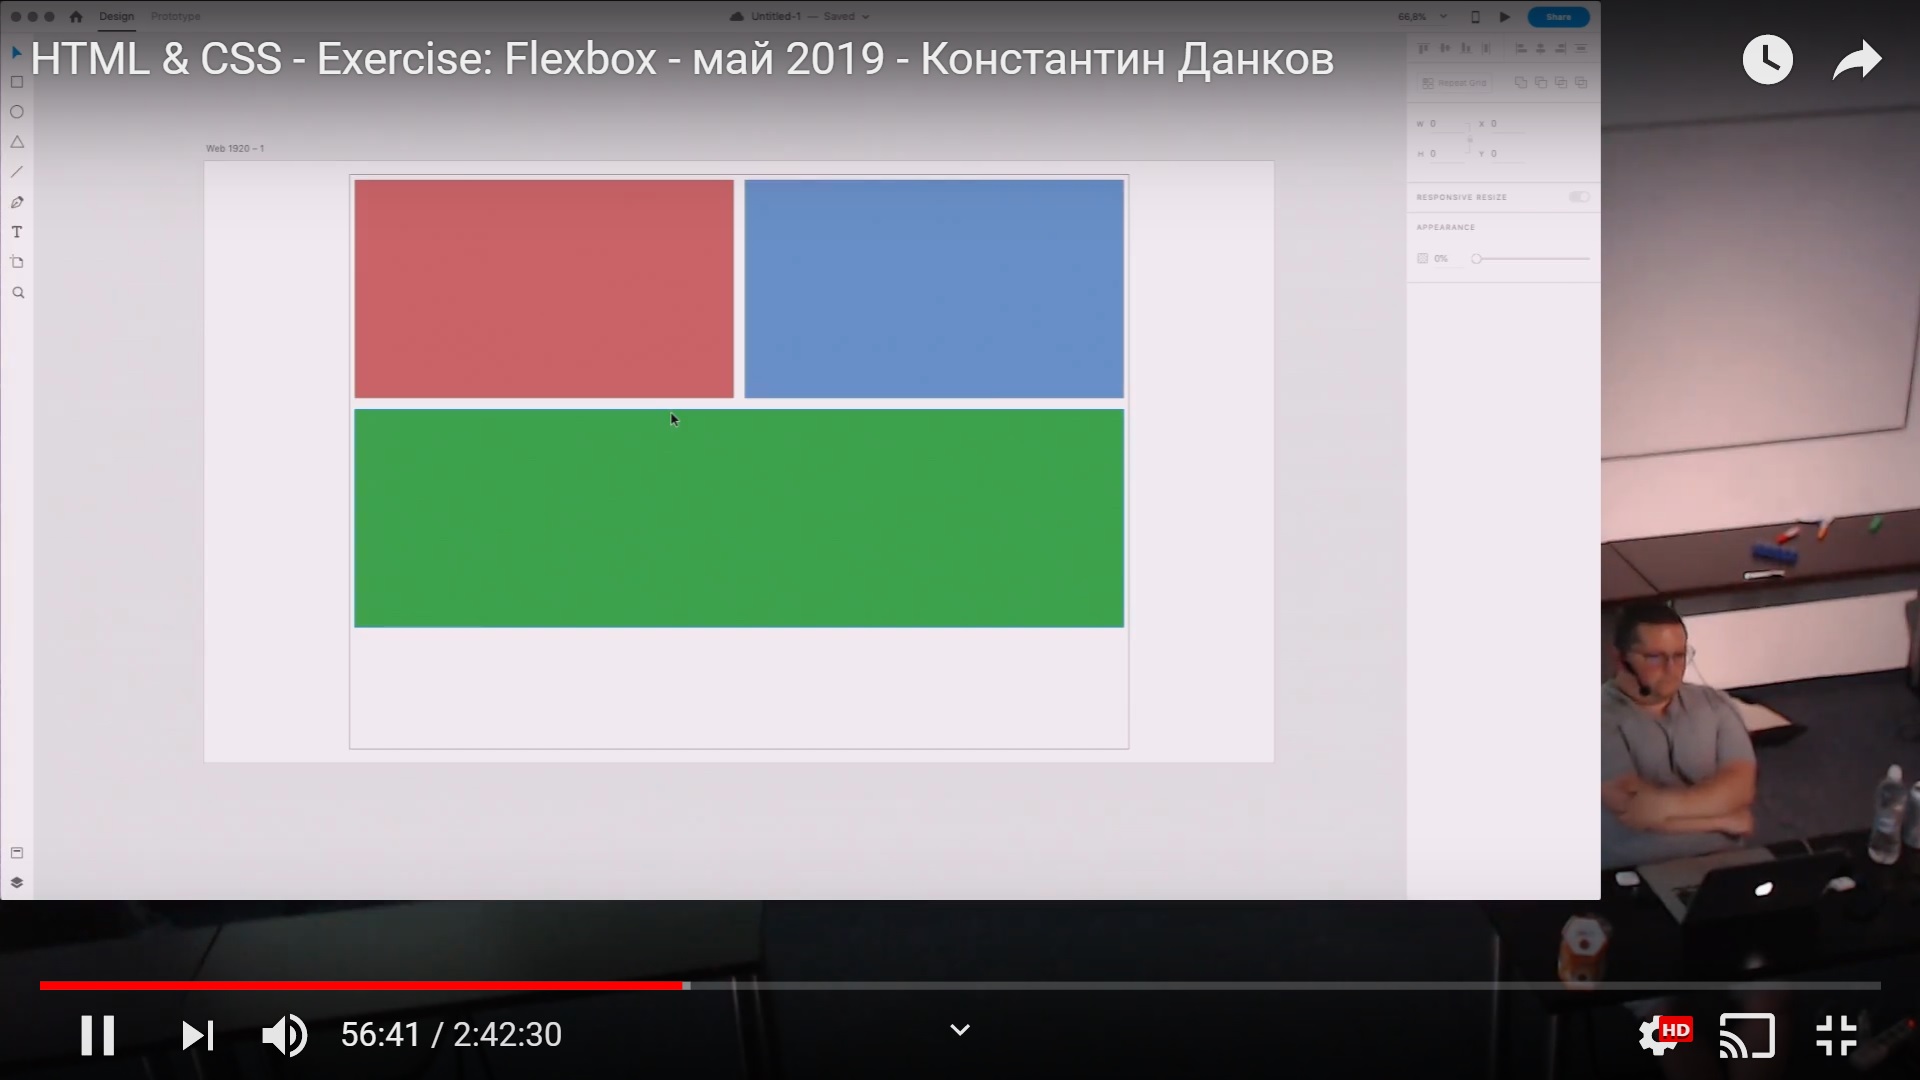 Design Prototype Untitled-1 — Saved 66,8% Share
HTML & CSS - Exercise: Flexbox - май 2019 - Константин Данков
Repeat Grid
W 0 X 0
Web 1920 – 1
H 0 Y 0
RESPONSIVE RESIZE
APPEARANCE
T
0%
56:41 / 2:42:30
HD